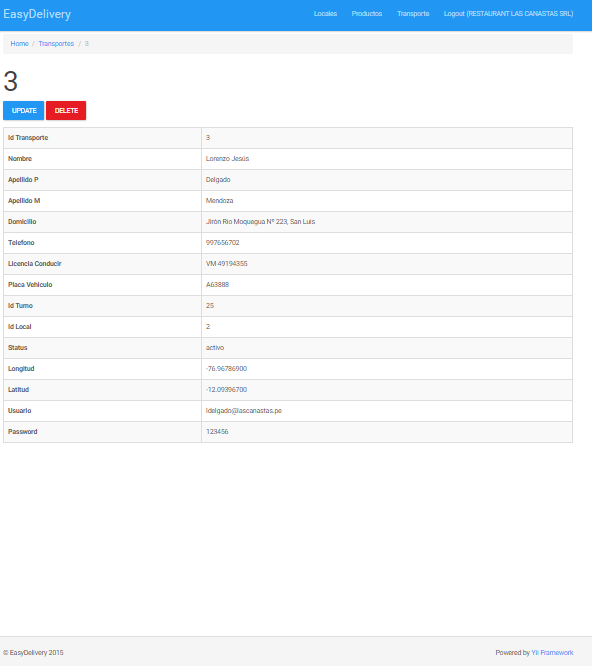 EasyDelivery Locales Productos Transporte Logout (RESTAURANT LAS CANASTAS SRL)
Home / Transportes / 3
3
UPDATE DELETE
Id Transporte 3
Nombre Lorenzo Jesús
Apellido P Delgado
Apellido M Mendoza
Domicilio Jirón Rio Moquegua Nº 223, San Luis
Telefono 997656702
Licencia Conducir VM 49194355
Placa Vehiculo A63888
Id Turno 25
Id Local 2
Status activo
Longitud -76.96786900
Latitud -12.09396700
Usuario ldelgado@lascanastas.pe
Password 123456
© EasyDelivery 2015 Powered by Yii Framework